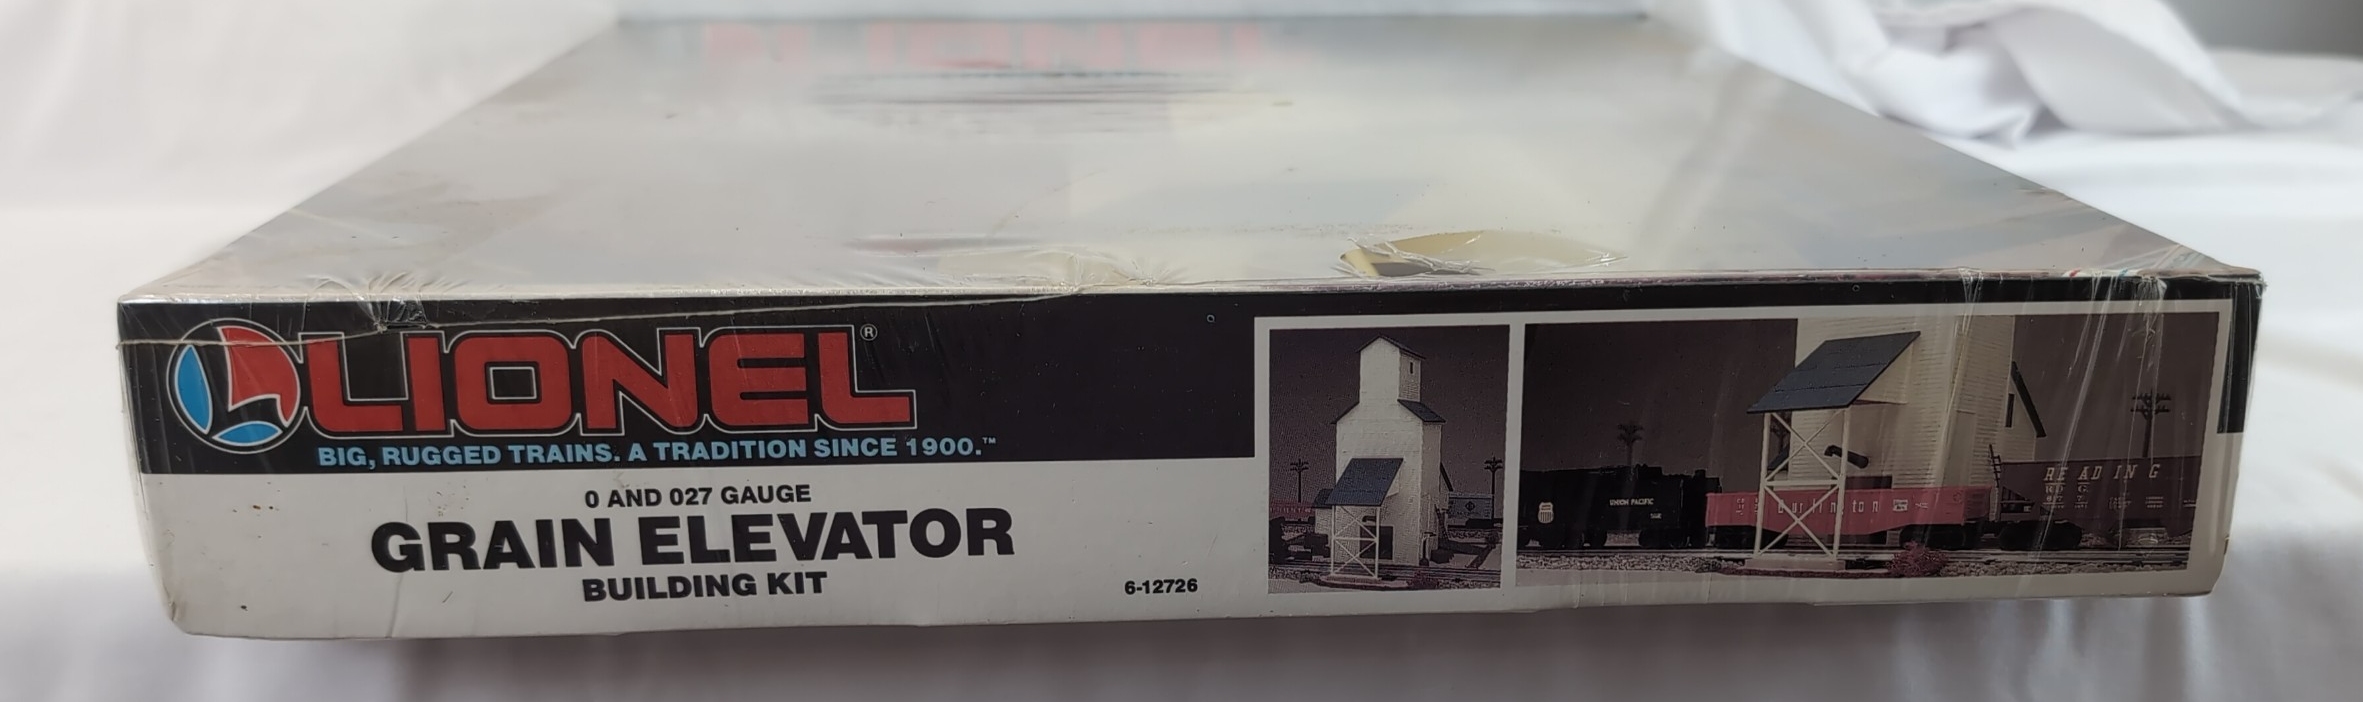 LIONEL
LIONEL®
BIG, RUGGED TRAINS. A TRADITION SINCE 1900.™
0 AND 027 GAUGE
GRAIN ELEVATOR
BUILDING KIT
6-12726
UNION PACIFIC
Burlington
READING